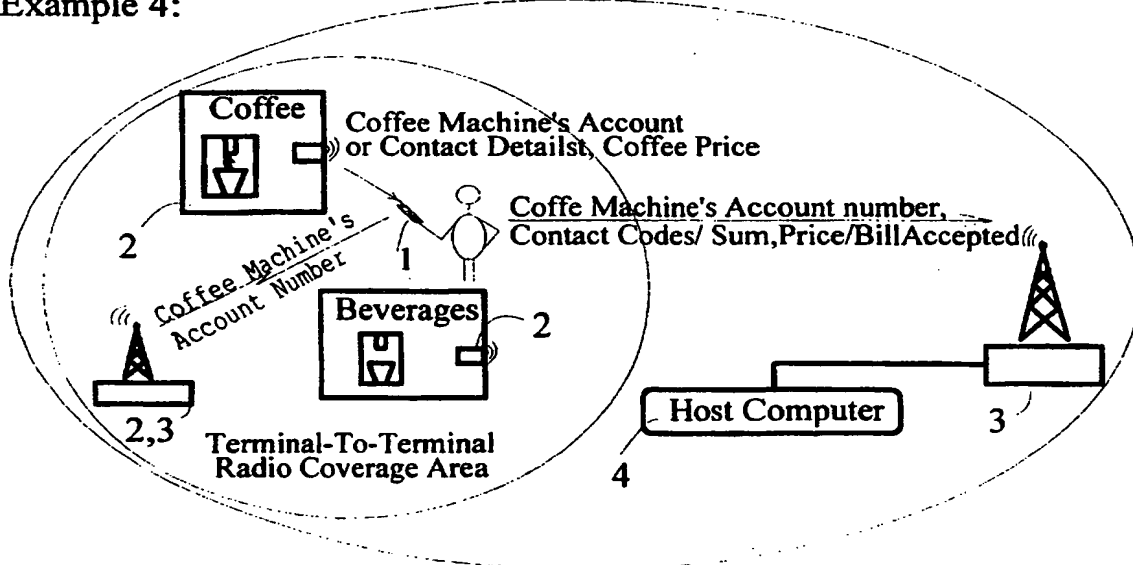 Example 4:
Coffee
Coffee Machine's Account
or Contact Detailst, Coffee Price
2
1
Coffe Machine's Account number,
Contact Codes/ Sum,Price/BillAccepted
Coffee Machine's
Account Number
Beverages
2
2,3
Terminal-To-Terminal
Radio Coverage Area
Host Computer
4
3